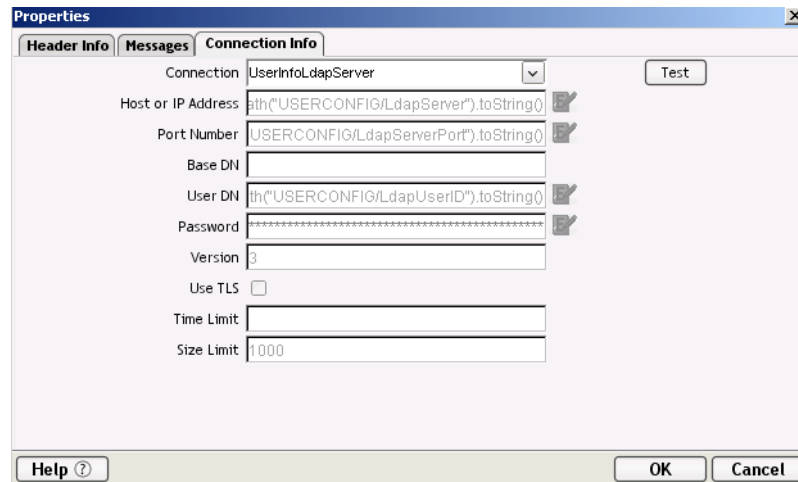 Properties
Header Info Messages Connection Info
Connection UserInfoLdapServer Test
Host or IP Address ath("USERCONFIG/LdapServer").toString()
Port Number USERCONFIG/LdapServerPort").toString()
Base DN
User DN th("USERCONFIG/LdapUserID").toString()
Password **********************************************
Version 3
Use TLS
Time Limit
Size Limit 1000
Help ? OK Cancel